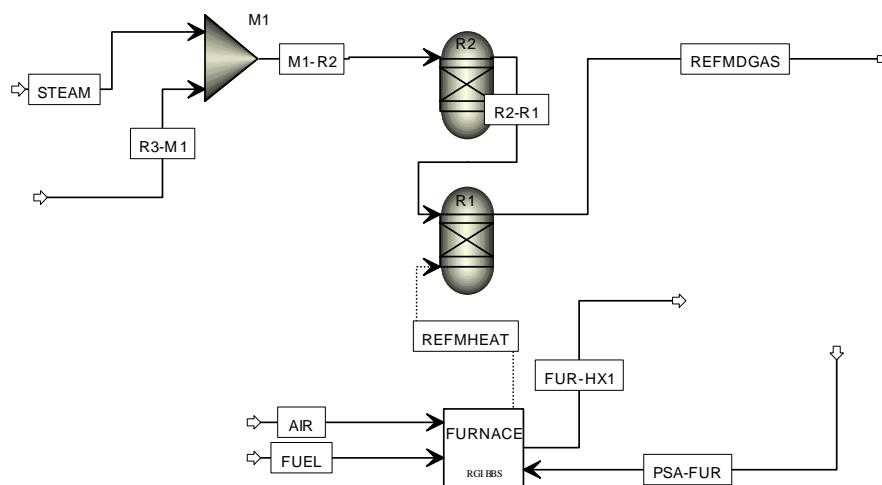 M1
STEAM
M1-R2
R2
REFMDGAS
R2-R1
R3-M1
R1
REFMHEAT
FUR-HX1
AIR
FURNACE
FUEL
RGIBBS
PSA-FUR